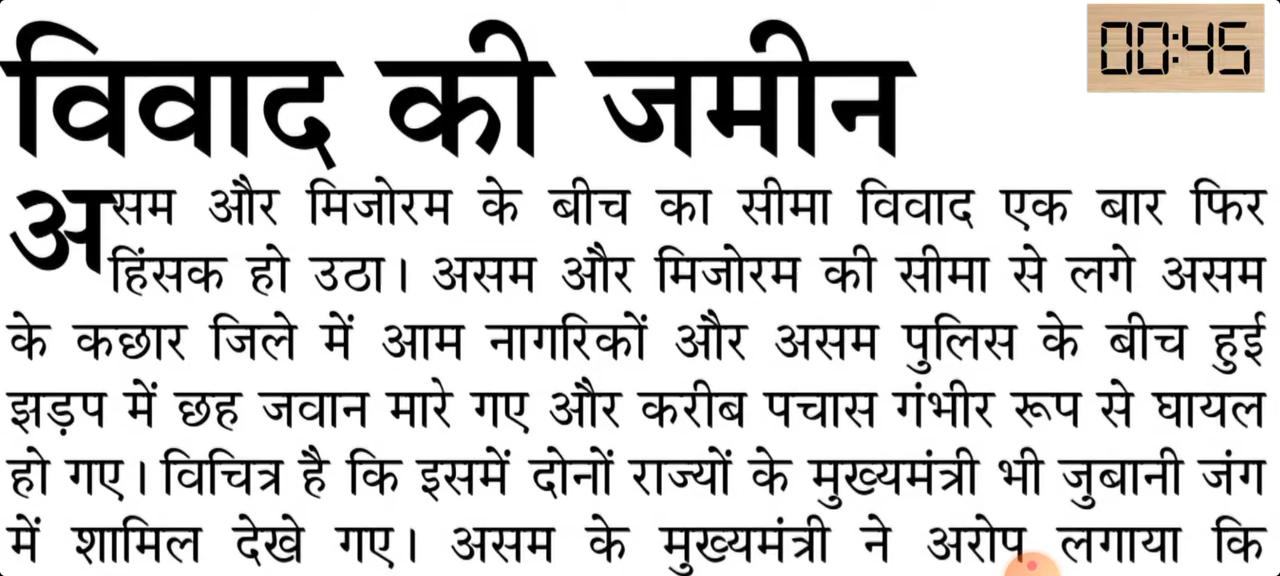 विवाद की जमीन
00:45
असम और मिजोरम के बीच का सीमा विवाद एक बार फिर
हिंसक हो उठा। असम और मिजोरम की सीमा से लगे असम
के कछार जिले में आम नागरिकों और असम पुलिस के बीच हुई
झड़प में छह जवान मारे गए और करीब पचास गंभीर रूप से घायल
हो गए। विचित्र है कि इसमें दोनों राज्यों के मुख्यमंत्री भी जुबानी जंग
में शामिल देखे गए। असम के मुख्यमंत्री ने अरोप लगाया कि